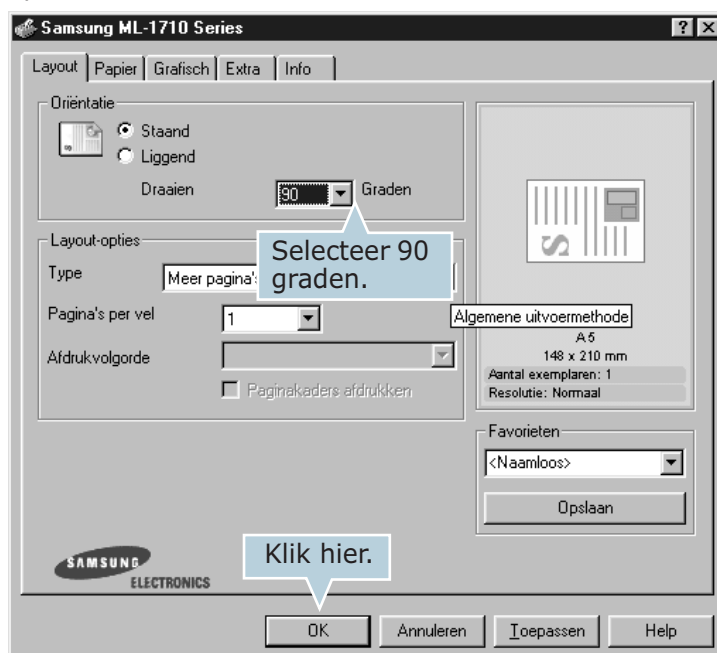 Samsung ML-1710 Series
Layout Papier Grafisch Extra Info
Oriëntatie
Staand
Liggend
Draaien 90 Graden
Selecteer 90
graden.
Layout-opties
Type Meer pagina's
Pagina's per vel 1
Afdrukvolgorde
Paginakaders afdrukken
Algemene uitvoermethode
A5
148 x 210 mm
Aantal exemplaren: 1
Resolutie: Normaal
Favorieten
<Naamloos>
Opslaan
Klik hier.
SAMSUNG
ELECTRONICS
OK Annuleren Toepassen Help